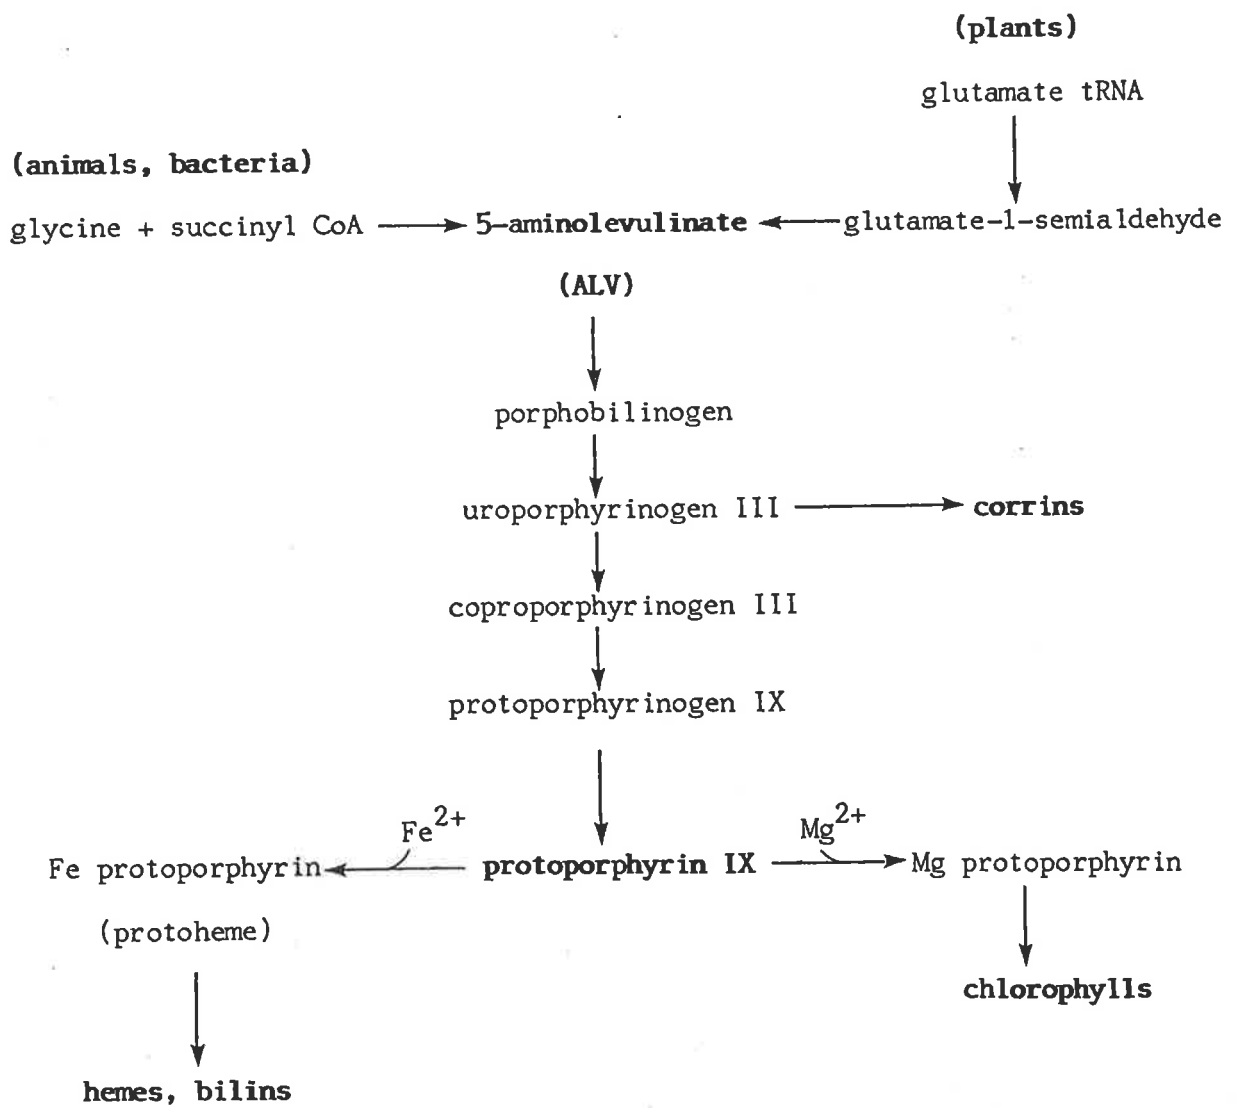 (plants)
glutamate tRNA
(animals, bacteria)
glycine + succinyl CoA
5-aminolevulinate
glutamate-1-semialdehyde
(ALV)
porphobilinogen
uroporphyrinogen III
corrins
coproporphyrinogen III
protoporphyrinogen IX
Fe2+
Mg2+
Fe protoporphyrin
protoporphyrin IX
Mg protoporphyrin
(protoheme)
chlorophylls
hemes, bilins